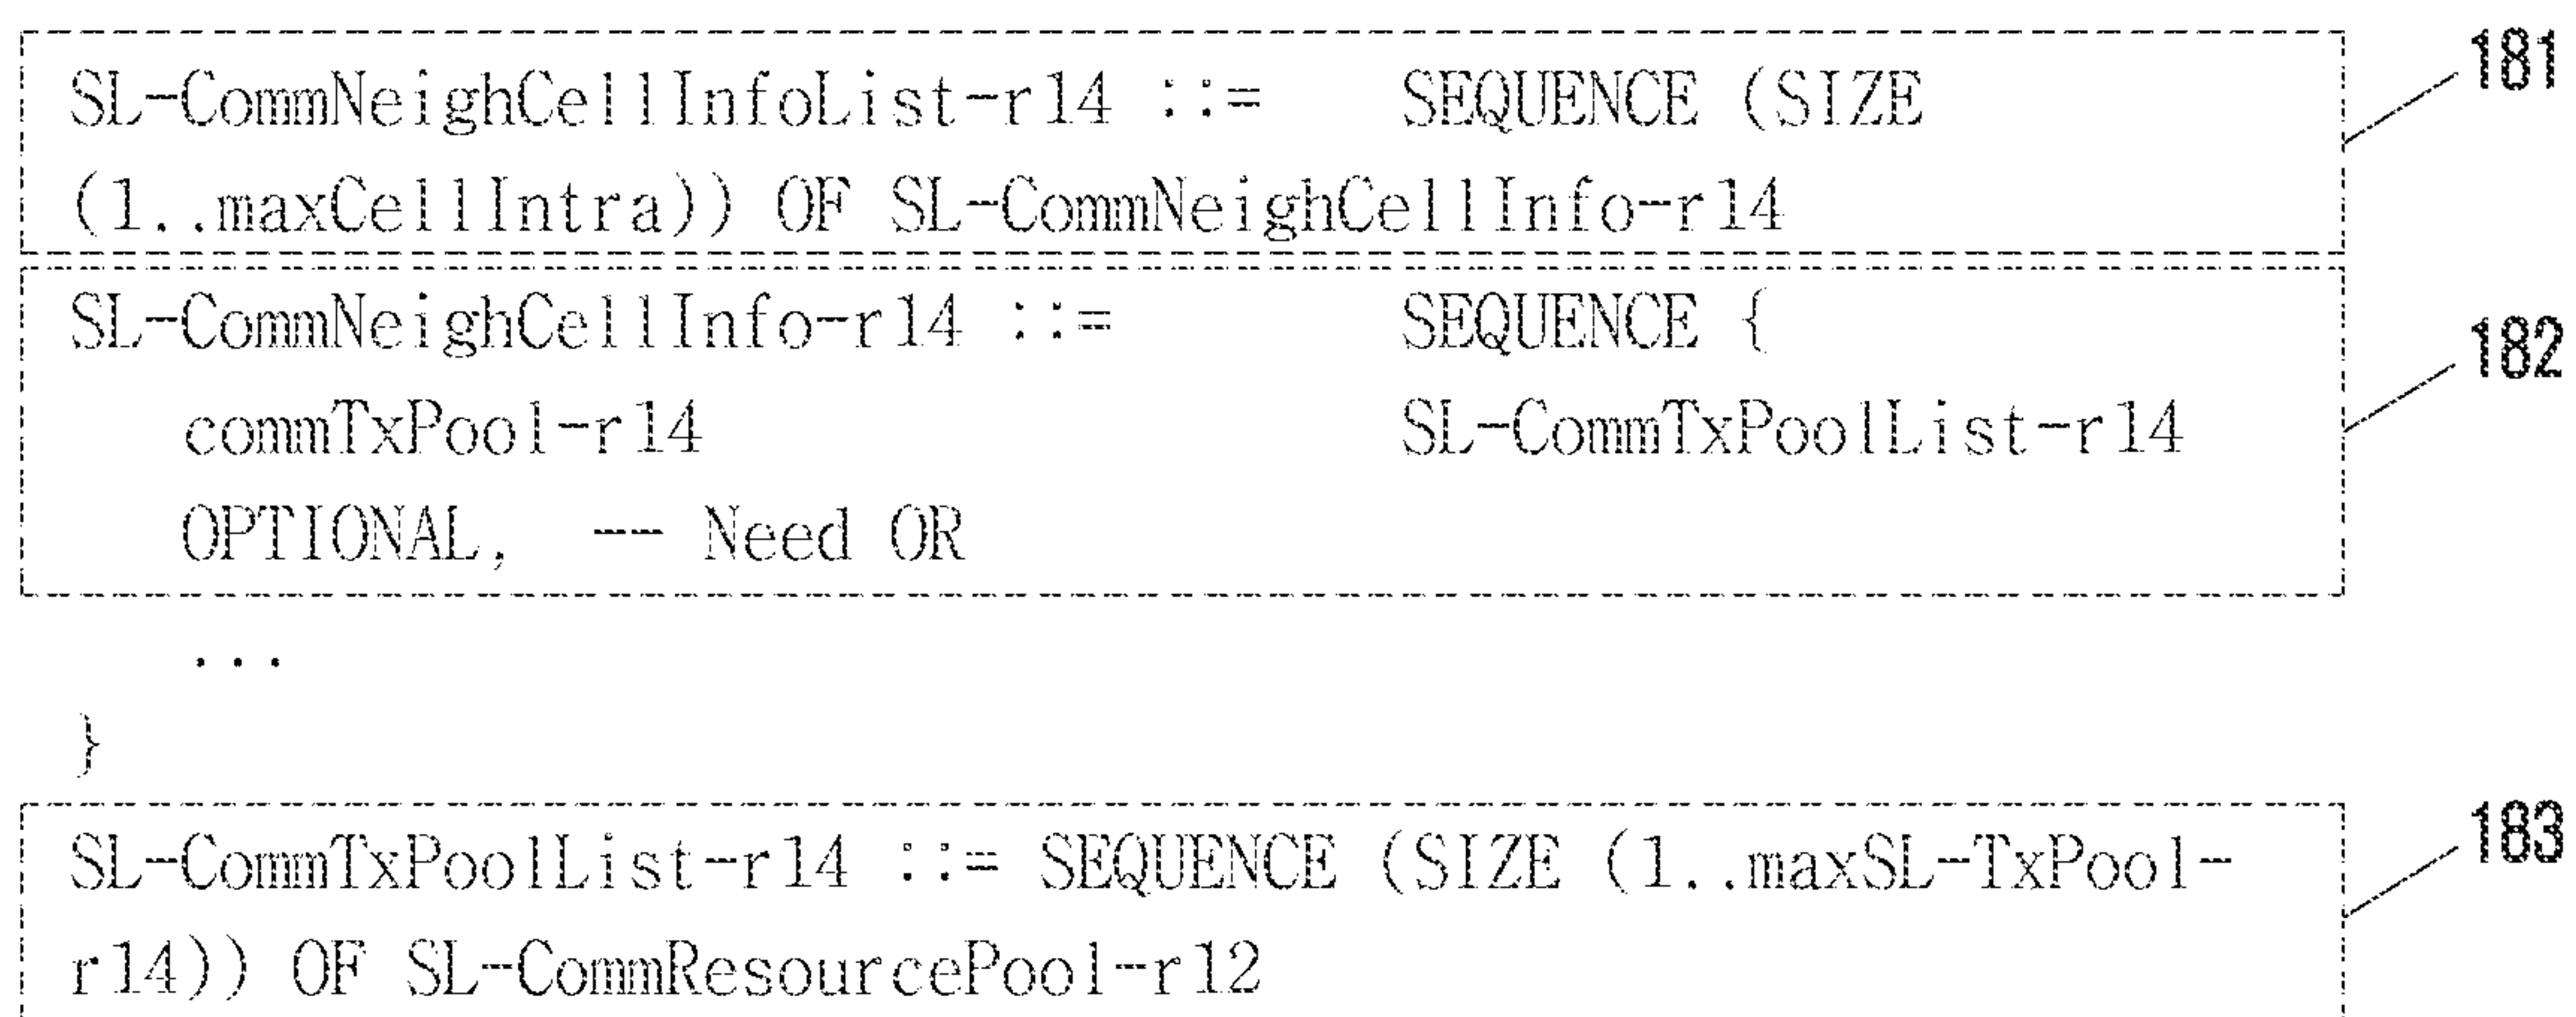 SL-CommNeighCellInfoList-r14 ::= SEQUENCE (SIZE 181
(1..maxCellIntra)) OF SL-CommNeighCellInfo-r14
SL-CommNeighCellInfo-r14 ::= SEQUENCE { 182
commTxPool-r14 SL-CommTxPoolList-r14
OPTIONAL, -- Need OR
...
}
SL-CommTxPoolList-r14 ::= SEQUENCE (SIZE (1..maxSL-TxPool- 183
r14)) OF SL-CommResourcePool-r12